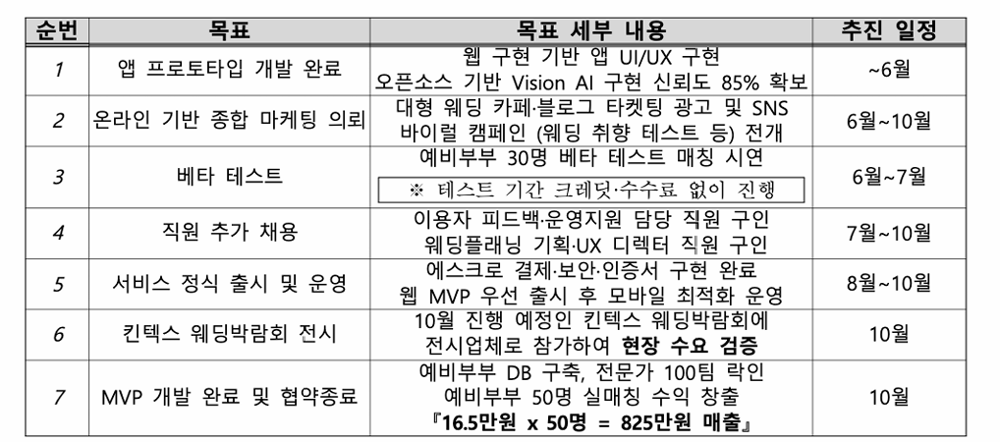 순번 목표 목표 세부 내용 추진 일정
1 앱 프로토타입 개발 완료 웹 구현 기반 앱 UI/UX 구현 ~6월
오픈소스 기반 Vision AI 구현 신뢰도 85% 확보
2 온라인 기반 종합 마케팅 의뢰 대형 웨딩 카페·블로그 타켓팅 광고 및 SNS 6월~10월
바이럴 캠페인 (웨딩 취향 테스트 등) 전개
3 베타 테스트 예비부부 30명 베타 테스트 매칭 시연 6월~7월
※ 테스트 기간 크레딧·수수료 없이 진행
4 직원 추가 채용 이용자 피드백·운영지원 담당 직원 구인 7월~10월
웨딩플래닝 기획·UX 디렉터 직원 구인
5 서비스 정식 출시 및 운영 에스크로 결제·보안·인증서 구현 완료 8월~10월
웹 MVP 우선 출시 후 모바일 최적화 운영
6 킨텍스 웨딩박람회 전시 10월 진행 예정인 킨텍스 웨딩박람회에 10월
전시업체로 참가하여 현장 수요 검증
7 MVP 개발 완료 및 협약종료 예비부부 DB 구축, 전문가 100팀 락인 10월
예비부부 50명 실매칭 수익 창출
『16.5만원 x 50명 = 825만원 매출』